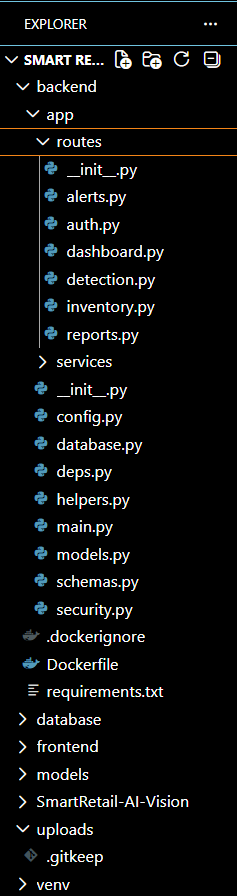 EXPLORER ...
SMART RE...
backend
app
routes
__init__.py
alerts.py
auth.py
dashboard.py
detection.py
inventory.py
reports.py
services
__init__.py
config.py
database.py
deps.py
helpers.py
main.py
models.py
schemas.py
security.py
.dockerignore
Dockerfile
requirements.txt
database
frontend
models
SmartRetail-AI-Vision
uploads
.gitkeep
venv